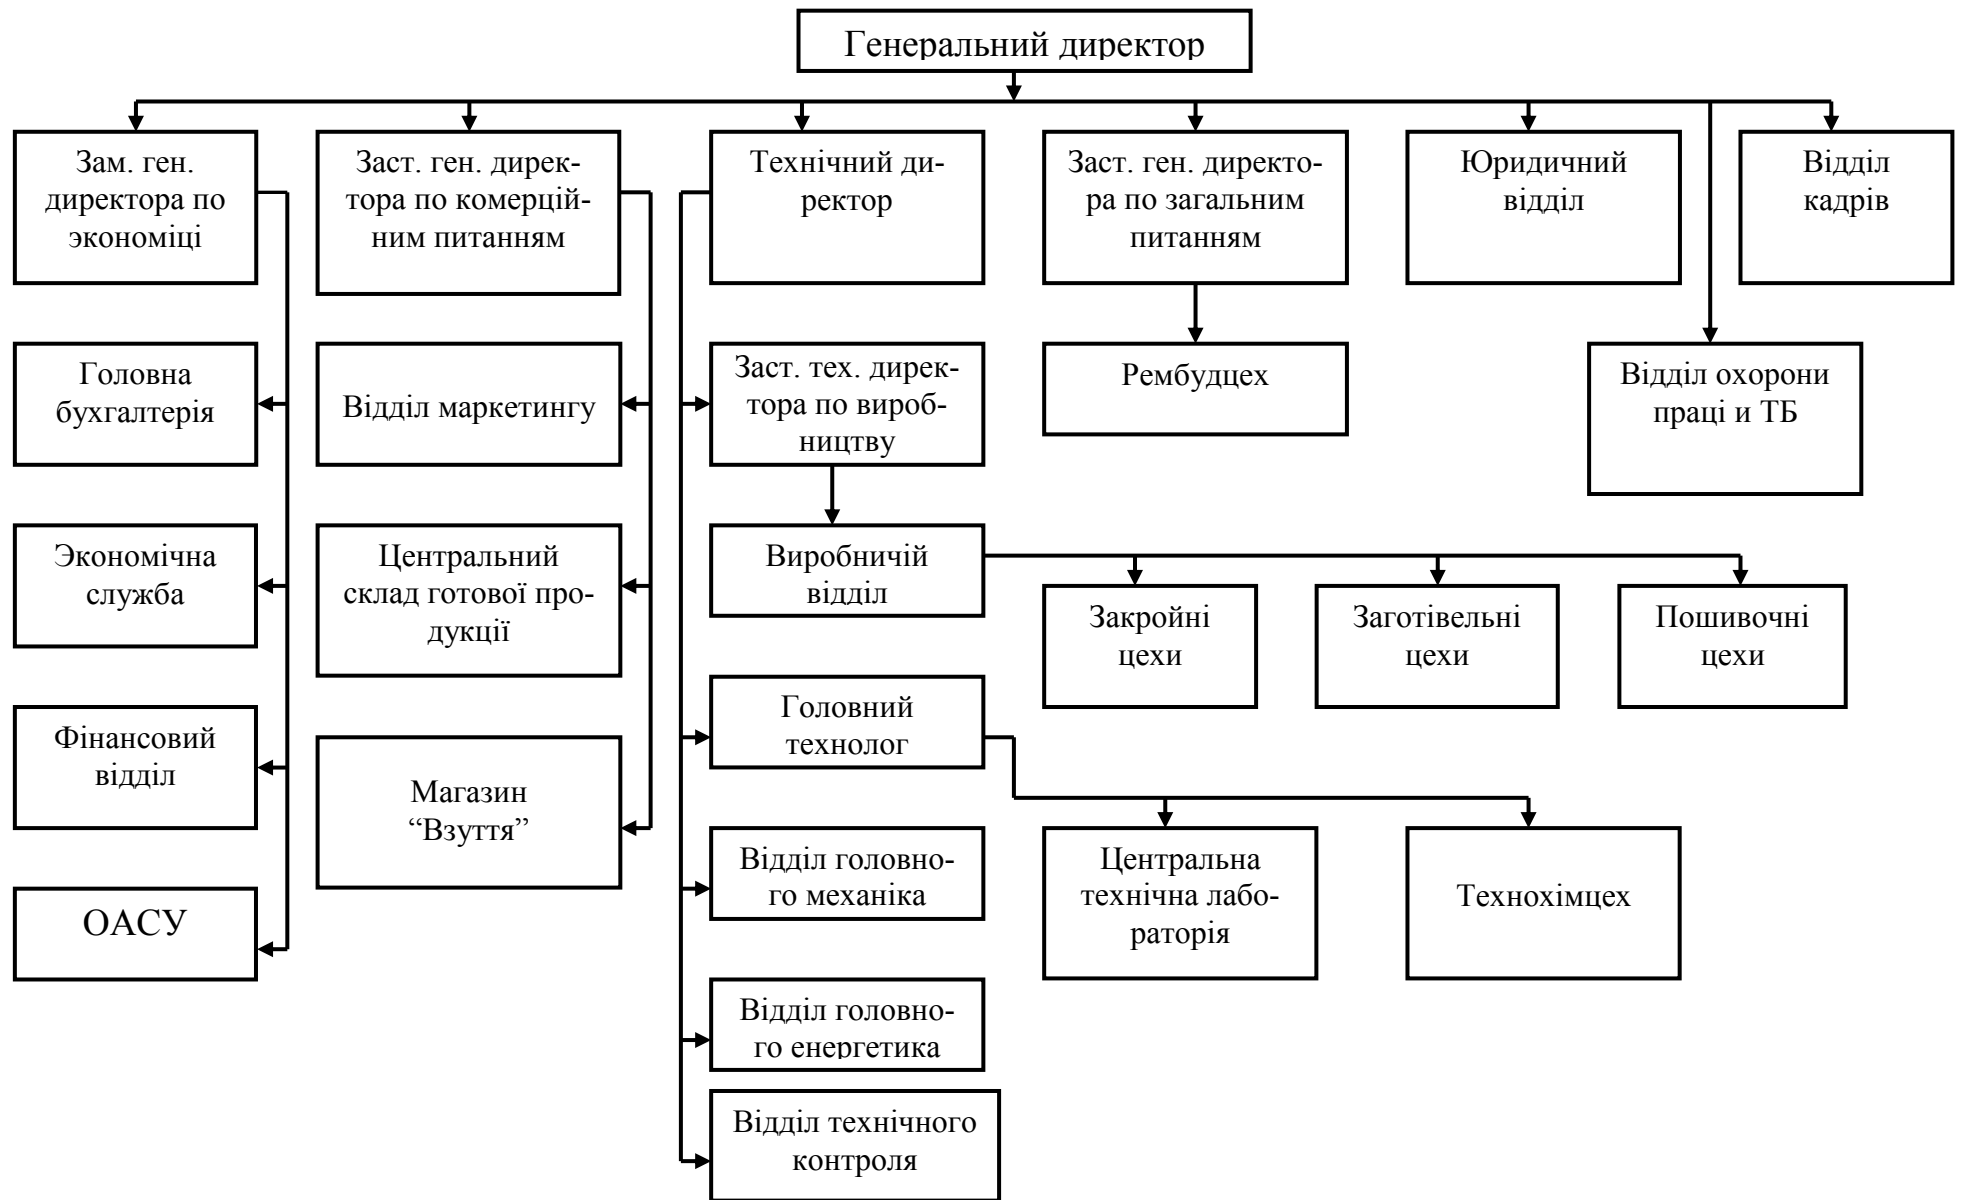 Генеральний директор
Зам. ген.
директора по
экономіці
Заст. ген. дирек-
тора по комерцій-
ним питанням
Технічний ди-
ректор
Заст. ген. директо-
ра по загальним
питанням
Юридичний
відділ
Відділ
кадрів
Головна
бухгалтерія
Відділ маркетингу
Заст. тех. дирек-
тора по вироб-
ництву
Рембудцех
Відділ охорони
праці и ТБ
Экономічна
служба
Центральний
склад готової про-
дукції
Виробничій
відділ
Закройні
цехи
Заготівельні
цехи
Пошивочні
цехи
Фінансовий
відділ
Магазин
“Взуття”
Головний
технолог
Відділ головно-
го механіка
Центральна
технічна лабо-
раторія
Технохімцех
ОАСУ
Відділ головно-
го енергетика
Відділ технічного
контроля